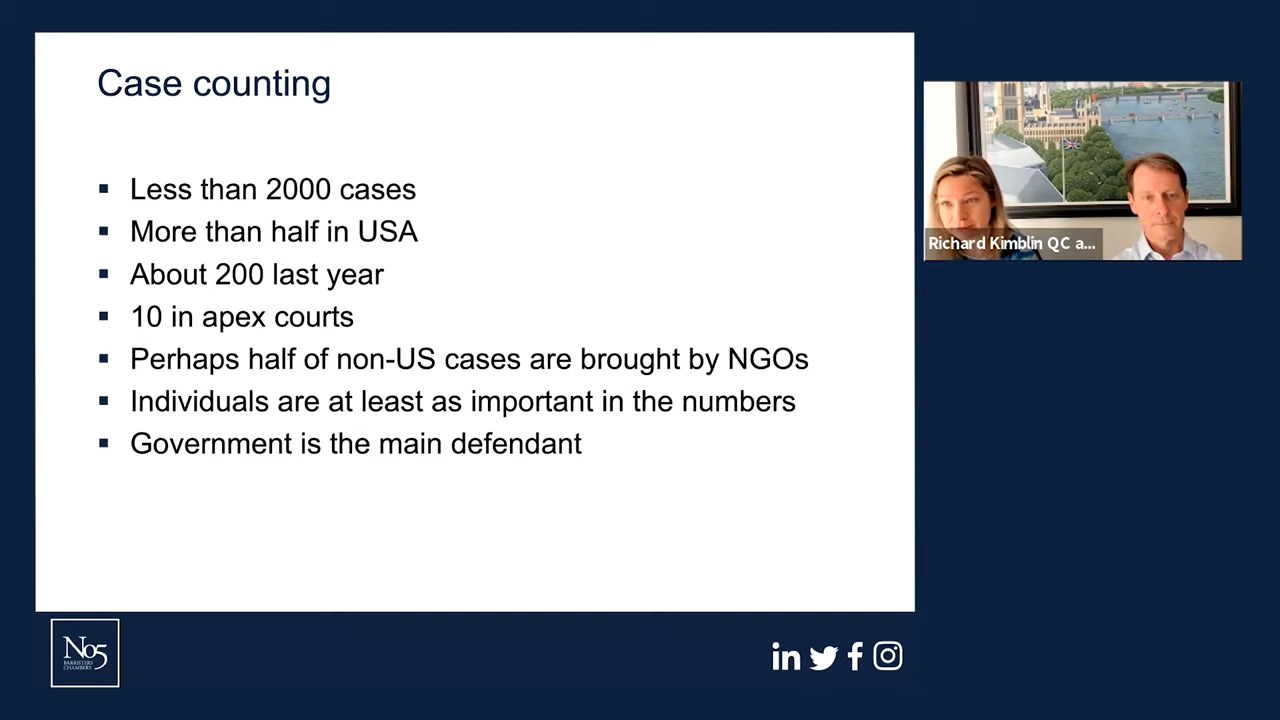 Case counting
Less than 2000 cases
More than half in USA
About 200 last year
10 in apex courts
Perhaps half of non-US cases are brought by NGOs
Individuals are at least as important in the numbers
Government is the main defendant
Richard Kimblin QC a...
No5
BARRISTERS
CHAMBERS